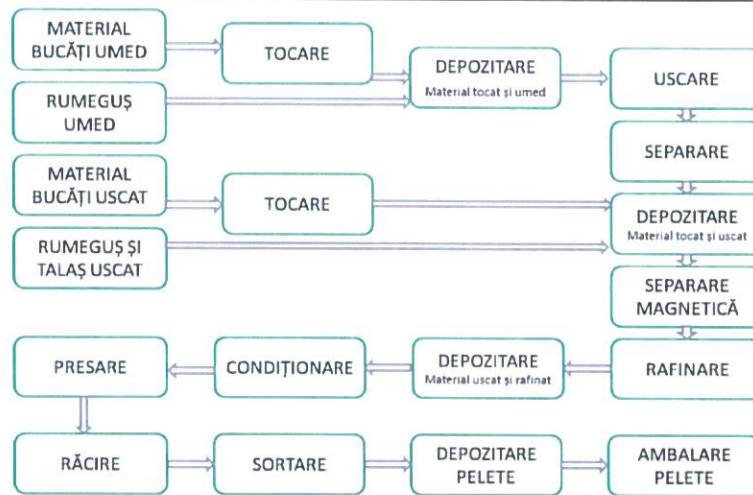 MATERIAL
BUCĂȚI UMED
TOCARE
DEPOZITARE
Material tocat și umed
USCARE
RUMEGUȘ
UMED
SEPARARE
MATERIAL
BUCĂȚI USCAT
TOCARE
DEPOZITARE
Material tocat și uscat
RUMEGUȘ ȘI
TALAȘ USCAT
SEPARARE
MAGNETICĂ
PRESARE
CONDIȚIONARE
DEPOZITARE
Material uscat și rafinat
RAFINARE
RĂCIRE
SORTARE
DEPOZITARE
PELETE
AMBALARE
PELETE